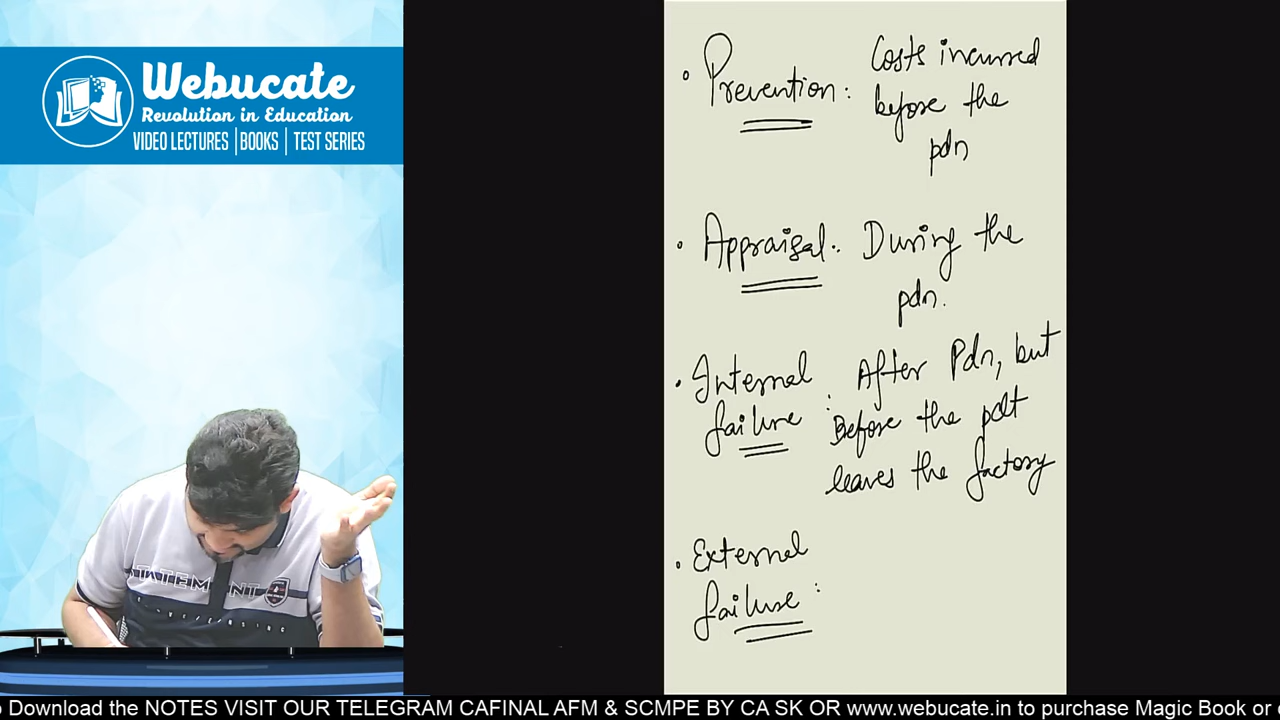 Webucate
Revolution in Education
VIDEO LECTURES | BOOKS | TEST SERIES
• Prevention : Costs incurred
before the
pdn
• Appraisal : During the
pdn.
• Internal failure : After Pdn, but
Before the pdt
leaves the factory
• External
failure :
TATEMENT
o Download the NOTES VISIT OUR TELEGRAM CAFINAL AFM & SCMPE BY CA SK OR www.webucate.in to purchase Magic Book or